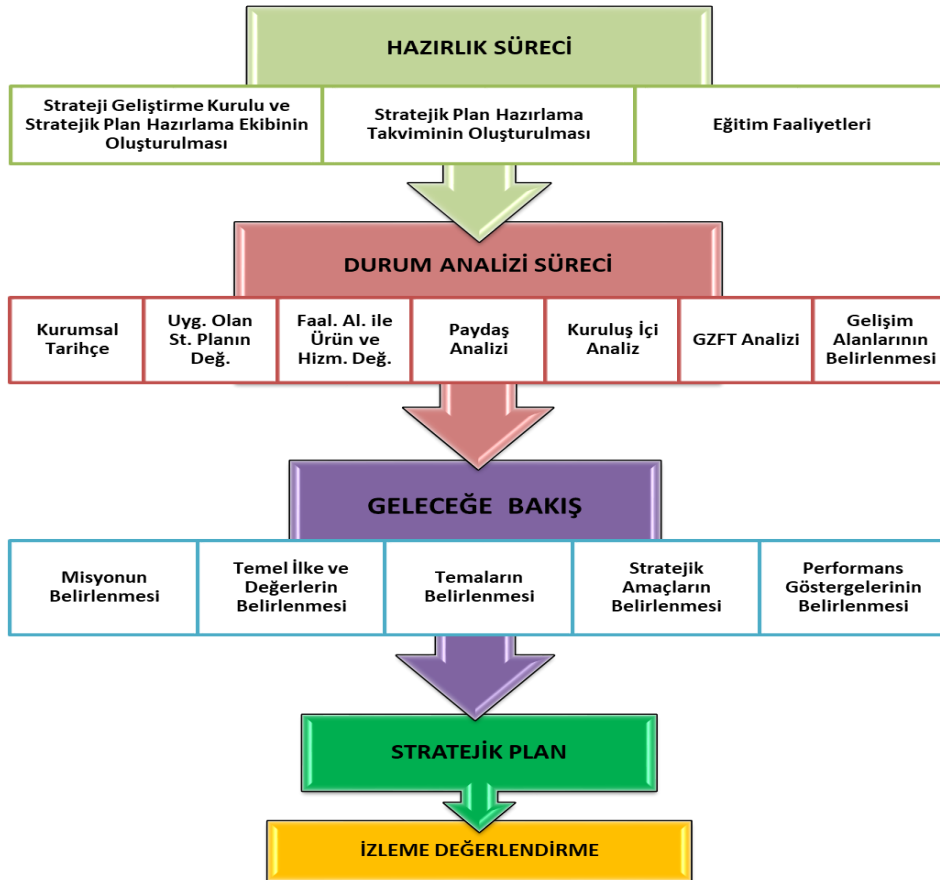 HAZIRLIK SÜRECİ
Strateji Geliştirme Kurulu ve
Stratejik Plan Hazırlama Ekibinin
Oluşturulması
Stratejik Plan Hazırlama
Takviminin Oluşturulması
Eğitim Faaliyetleri
DURUM ANALİZİ SÜRECİ
Kurumsal
Tarihçe
Uyg. Olan
St. Planın
Değ.
Faal. Al. ile
Ürün ve
Hizm. Değ.
Paydaş
Analizi
Kuruluş İçi
Analiz
GZFT Analizi
Gelişim
Alanlarının
Belirlenmesi
GELECEĞE BAKIŞ
Misyonun
Belirlenmesi
Temel İlke ve
Değerlerin
Belirlenmesi
Temaların
Belirlenmesi
Stratejik
Amaçların
Belirlenmesi
Performans
Göstergelerinin
Belirlenmesi
STRATEJİK PLAN
İZLEME DEĞERLENDİRME